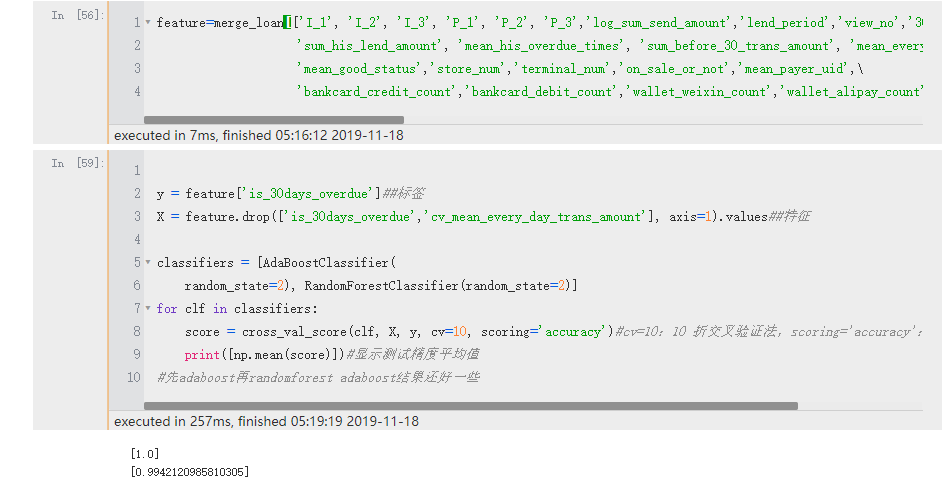 In [56]:
1 feature=merge_loan[['I_1', 'I_2', 'I_3', 'P_1', 'P_2', 'P_3','log_sum_send_amount','lend_period','view_no',
2 'sum_his_lend_amount', 'mean_his_overdue_times', 'sum_before_30_trans_amount',
3 'mean_good_status','store_num','terminal_num','on_sale_or_not','mean_payer_uid',\
4 'bankcard_credit_count','bankcard_debit_count','wallet_weixin_count','wallet_alipay_count'
executed in 7ms, finished 05:16:12 2019-11-18
In [59]:
1
2 y = feature['is_30days_overdue']##标签
3 X = feature.drop(['is_30days_overdue','cv_mean_every_day_trans_amount'], axis=1).values##特征
4
5 classifiers = [AdaBoostClassifier(
6 random_state=2), RandomForestClassifier(random_state=2)]
7 for clf in classifiers:
8 score = cross_val_score(clf, X, y, cv=10, scoring='accuracy')#cv=10：10 折交叉验证法，scoring='accuracy'：
9 print([np.mean(score)])#显示测试精度平均值
10 #先adaboost再randomforest adaboost结果还好一些
executed in 257ms, finished 05:19:19 2019-11-18
[1.0]
[0.9942120985810305]